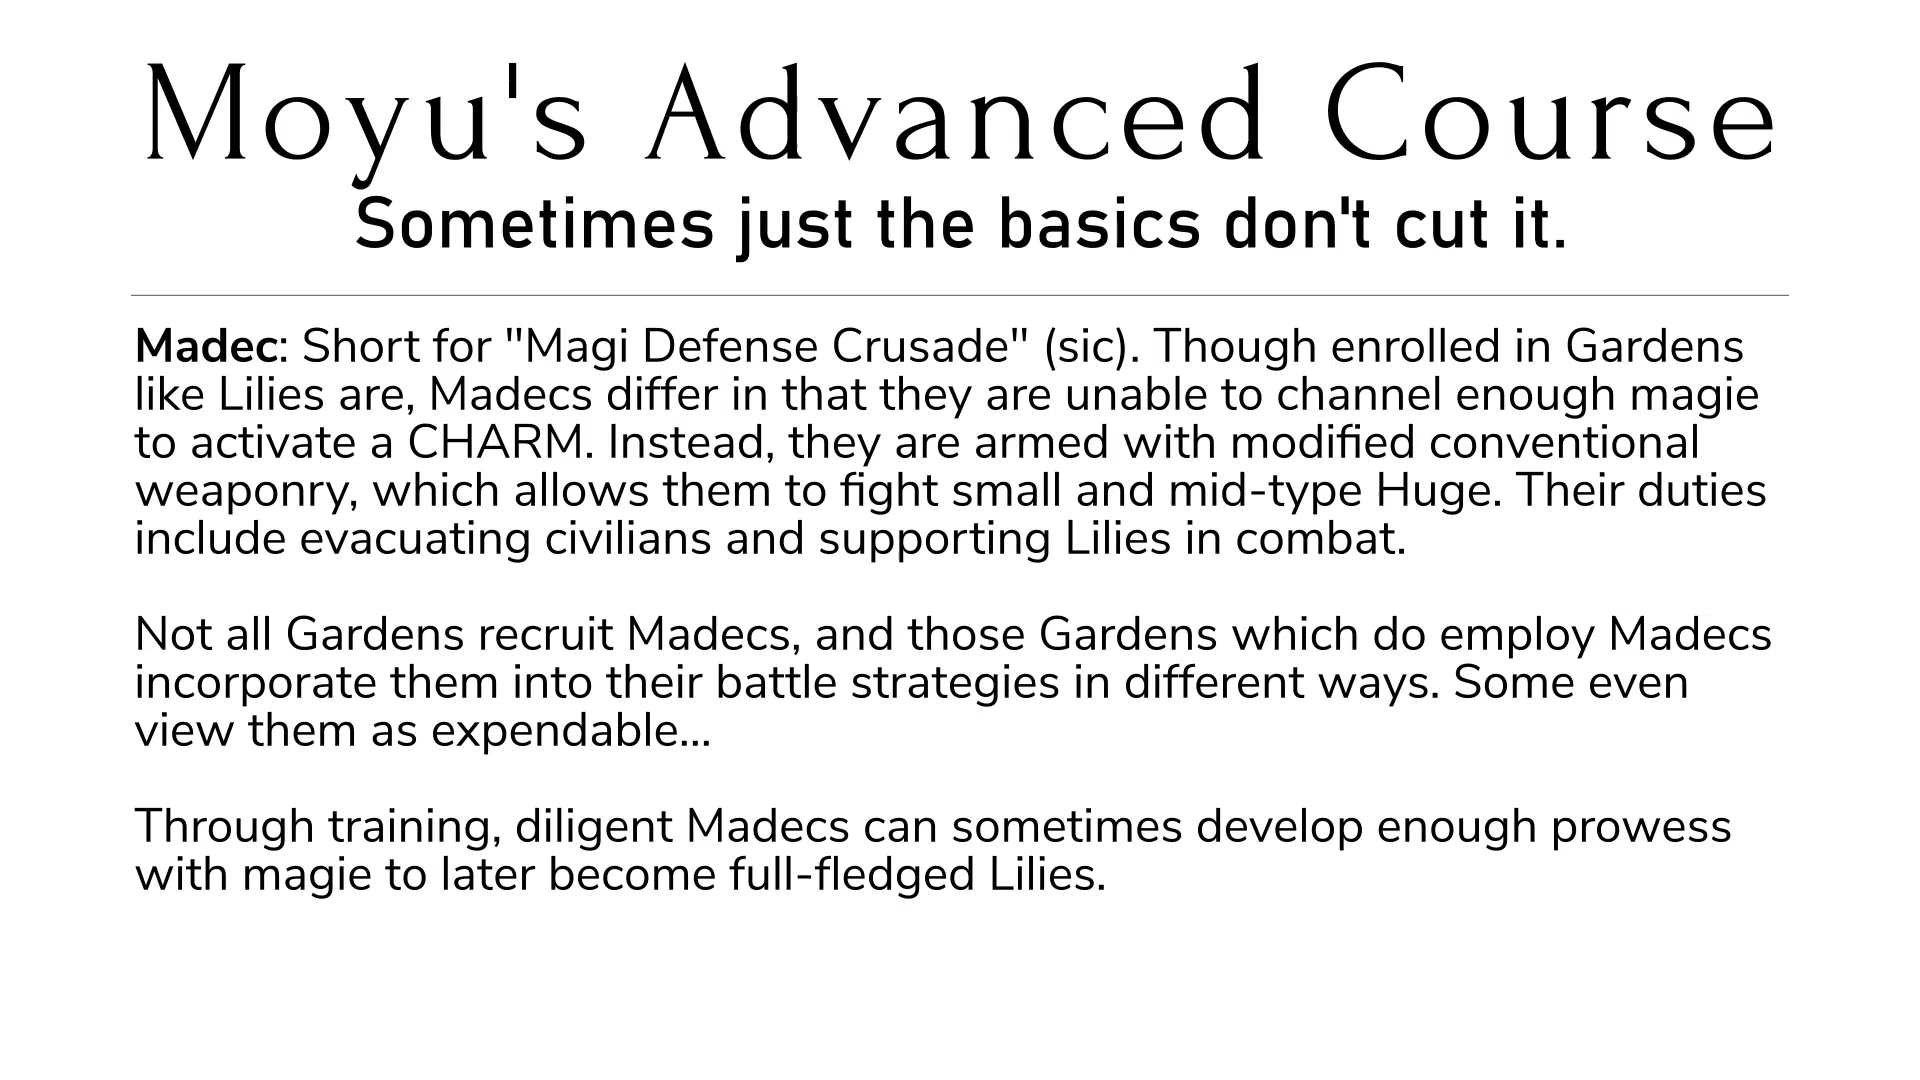 Moyu's Advanced Course
Sometimes just the basics don't cut it.
Madec: Short for "Magi Defense Crusade" (sic). Though enrolled in Gardens
like Lilies are, Madecs differ in that they are unable to channel enough magie
to activate a CHARM. Instead, they are armed with modified conventional
weaponry, which allows them to fight small and mid-type Huge. Their duties
include evacuating civilians and supporting Lilies in combat.
Not all Gardens recruit Madecs, and those Gardens which do employ Madecs
incorporate them into their battle strategies in different ways. Some even
view them as expendable...
Through training, diligent Madecs can sometimes develop enough prowess
with magie to later become full-fledged Lilies.